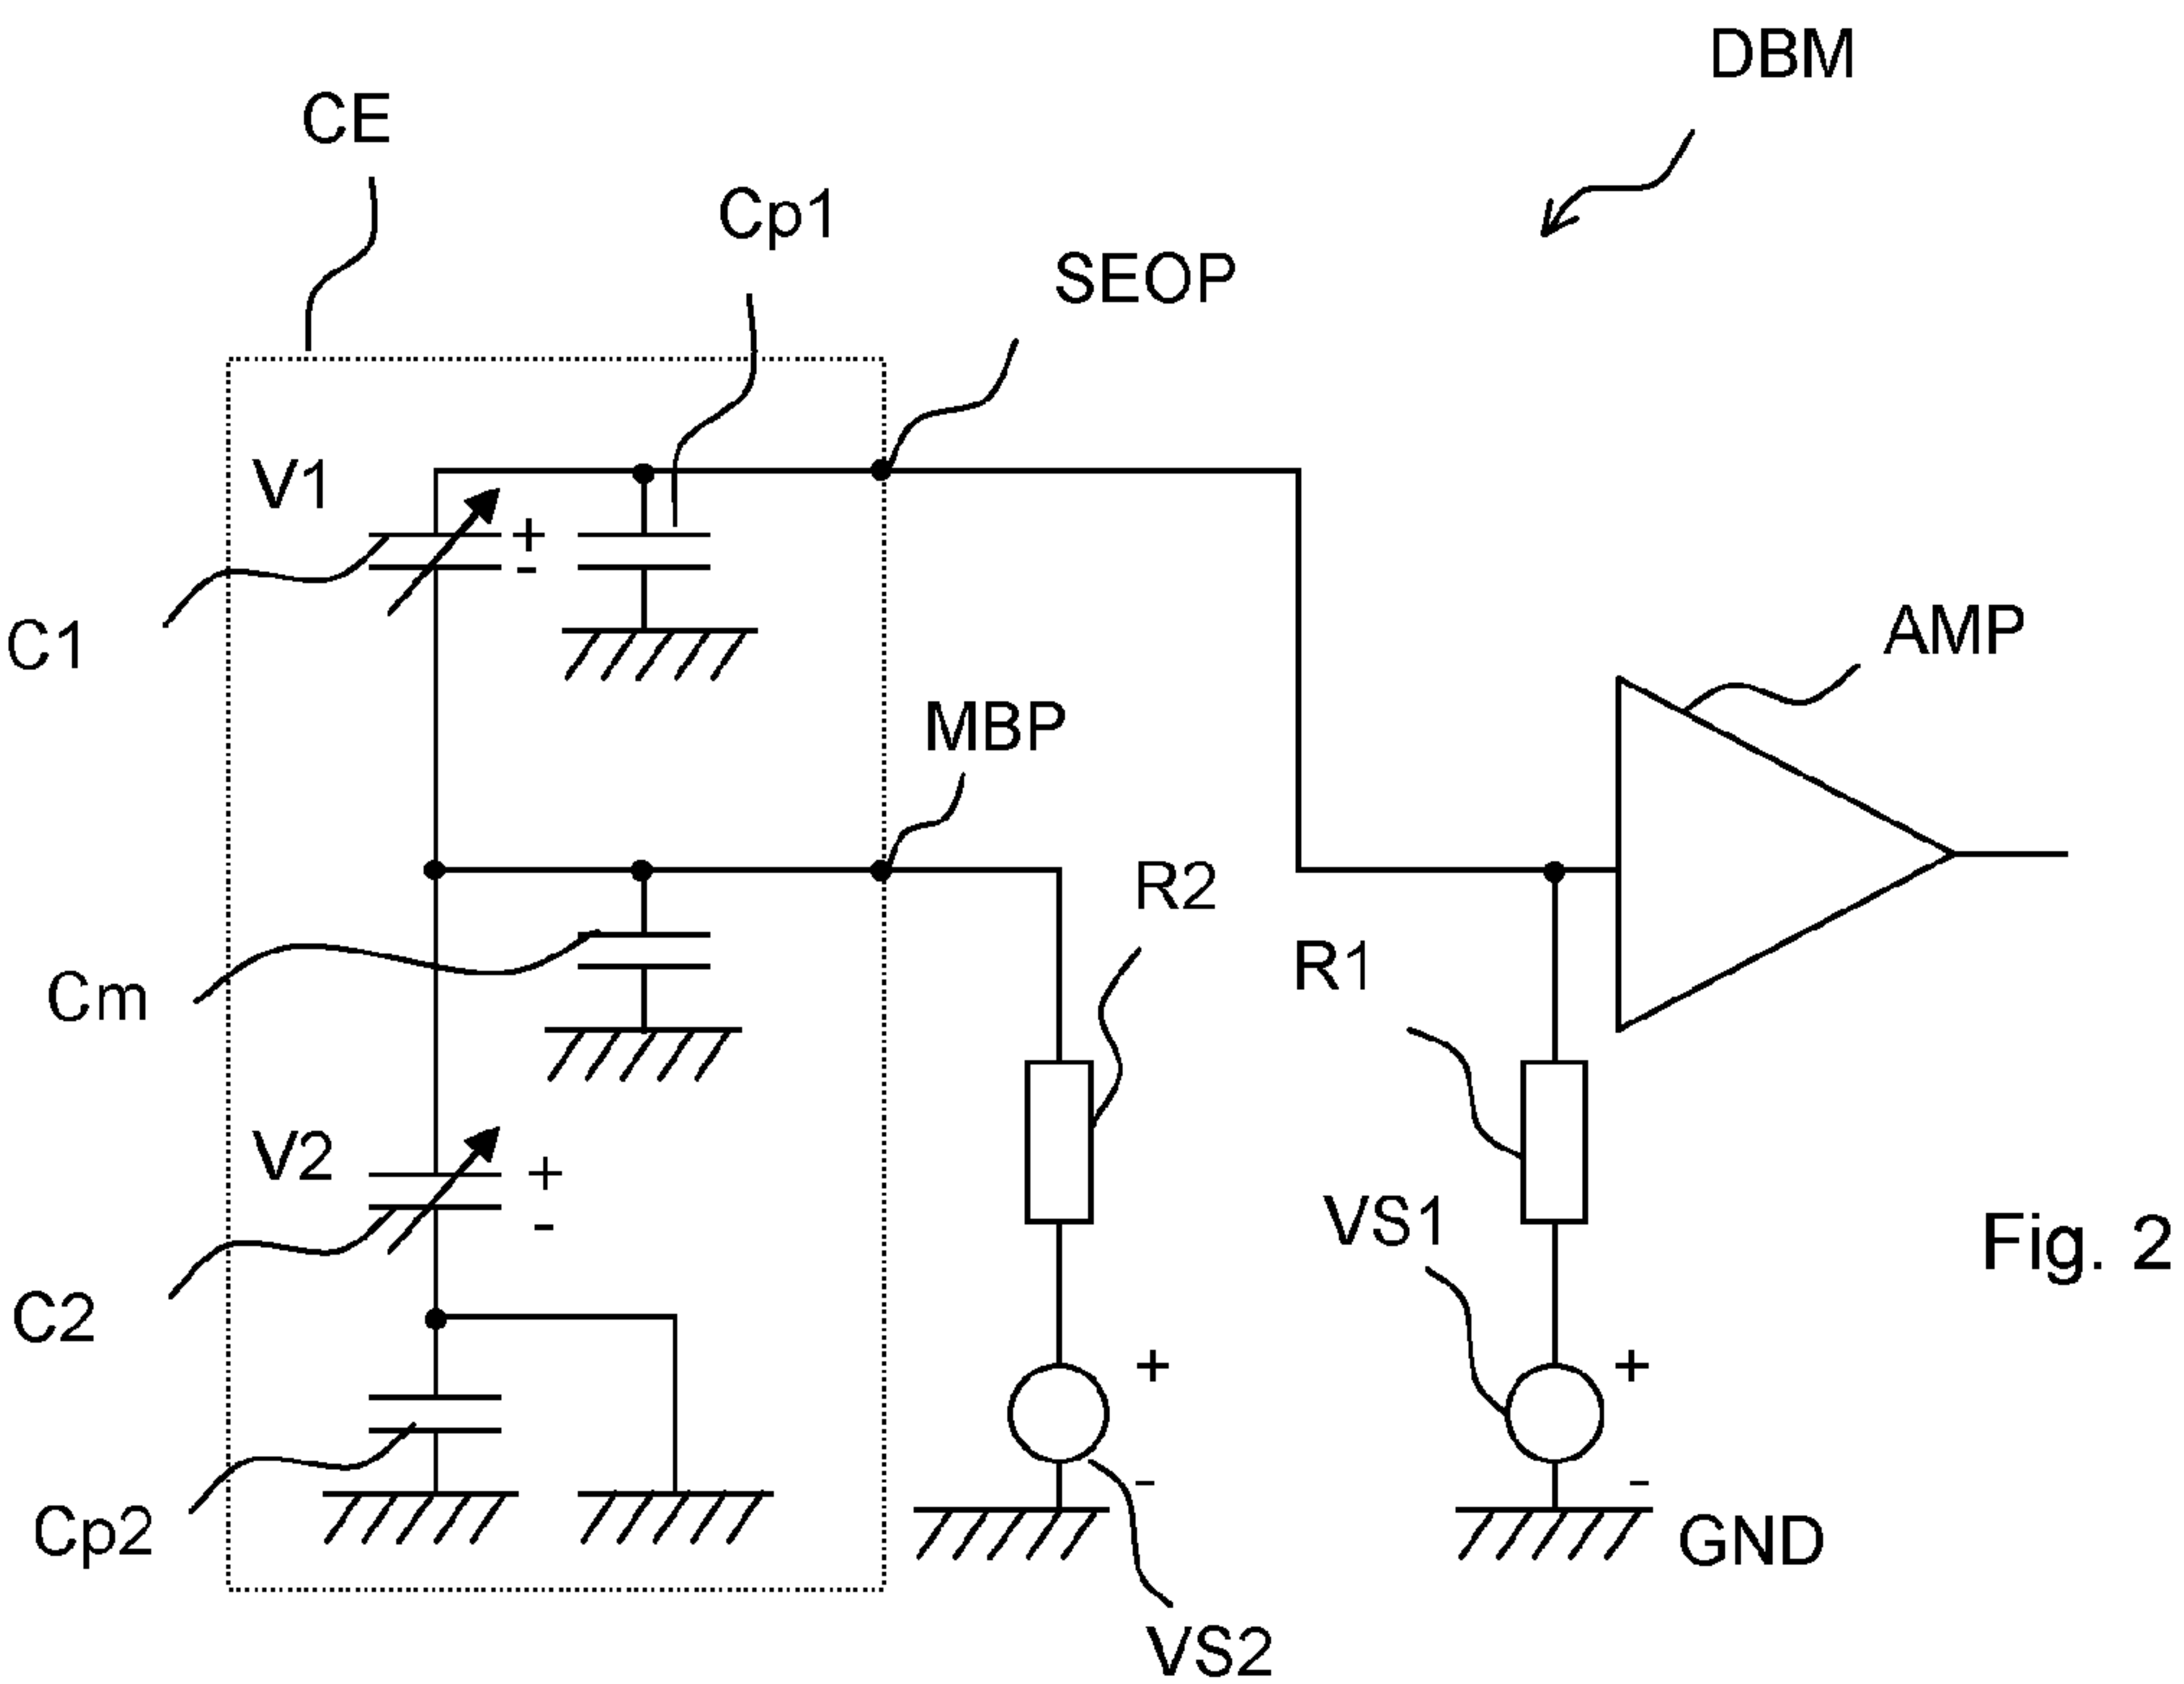 DBM
CE
Cp1
SEOP
V1
+
-
C1
AMP
MBP
R2
R1
Cm
V2
+
-
VS1
Fig. 2
C2
+
-
+
-
Cp2
GND
VS2